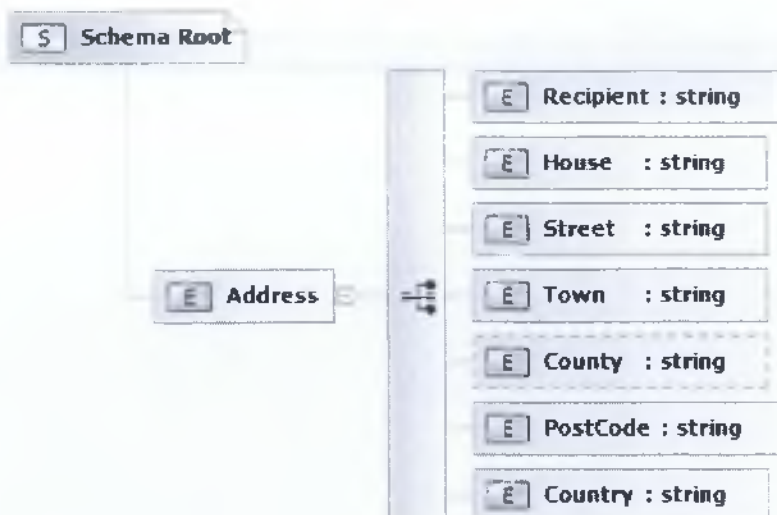 S Schema Root
E Recipient : string
E House : string
E Street : string
E Address
E Town : string
E County : string
E PostCode : string
E Country : string